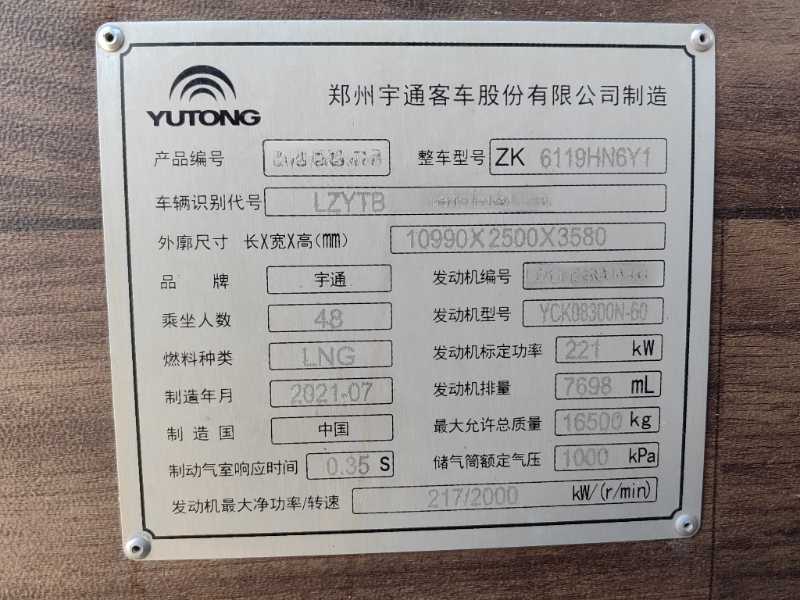 YUTONG 郑州宇通客车股份有限公司制造
产品编号 整车型号 ZK 6119HN6Y1
车辆识别代号 LZYTB
外廓尺寸 长X宽X高(mm) 10990X2500X3580
品牌 宇通 发动机编号
乘坐人数 48 发动机型号 YCK08300N-60
燃料种类 LNG 发动机标定功率 221 kW
制造年月 2021-07 发动机排量 7698 mL
制造国 中国 最大允许总质量 16500 kg
制动气室响应时间 0.35 S 储气筒额定气压 1000 kPa
发动机最大净功率/转速 217/2000 kW/(r/min)